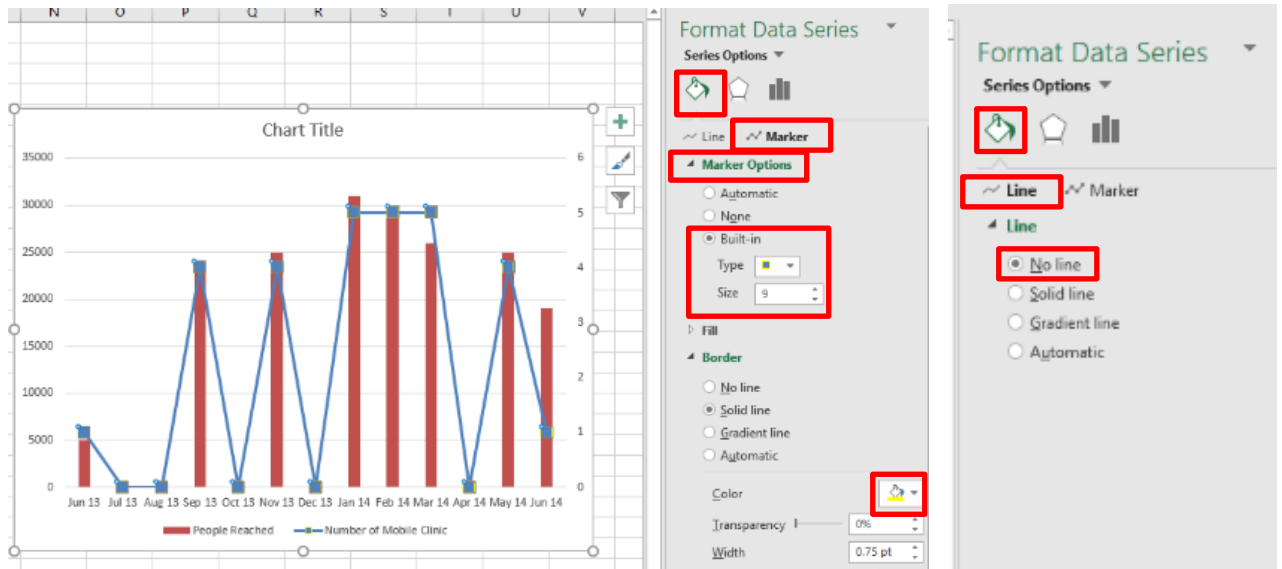 N O P Q R S T U V
Chart Title
35000
30000
25000
20000
15000
10000
5000
0
6
5
4
3
2
1
0
Jun 13 Jul 13 Aug 13 Sep 13 Oct 13 Nov 13 Dec 13 Jan 14 Feb 14 Mar 14 Apr 14 May 14 Jun 14
People Reached Number of Mobile Clinic
Format Data Series
Series Options
Line Marker
Marker Options
Automatic
None
Built-in
Type
Size 9
Fill
Border
No line
Solid line
Gradient line
Automatic
Color
Transparency 0%
Width 0.75 pt
Format Data Series
Series Options
Line Marker
Line
No line
Solid line
Gradient line
Automatic